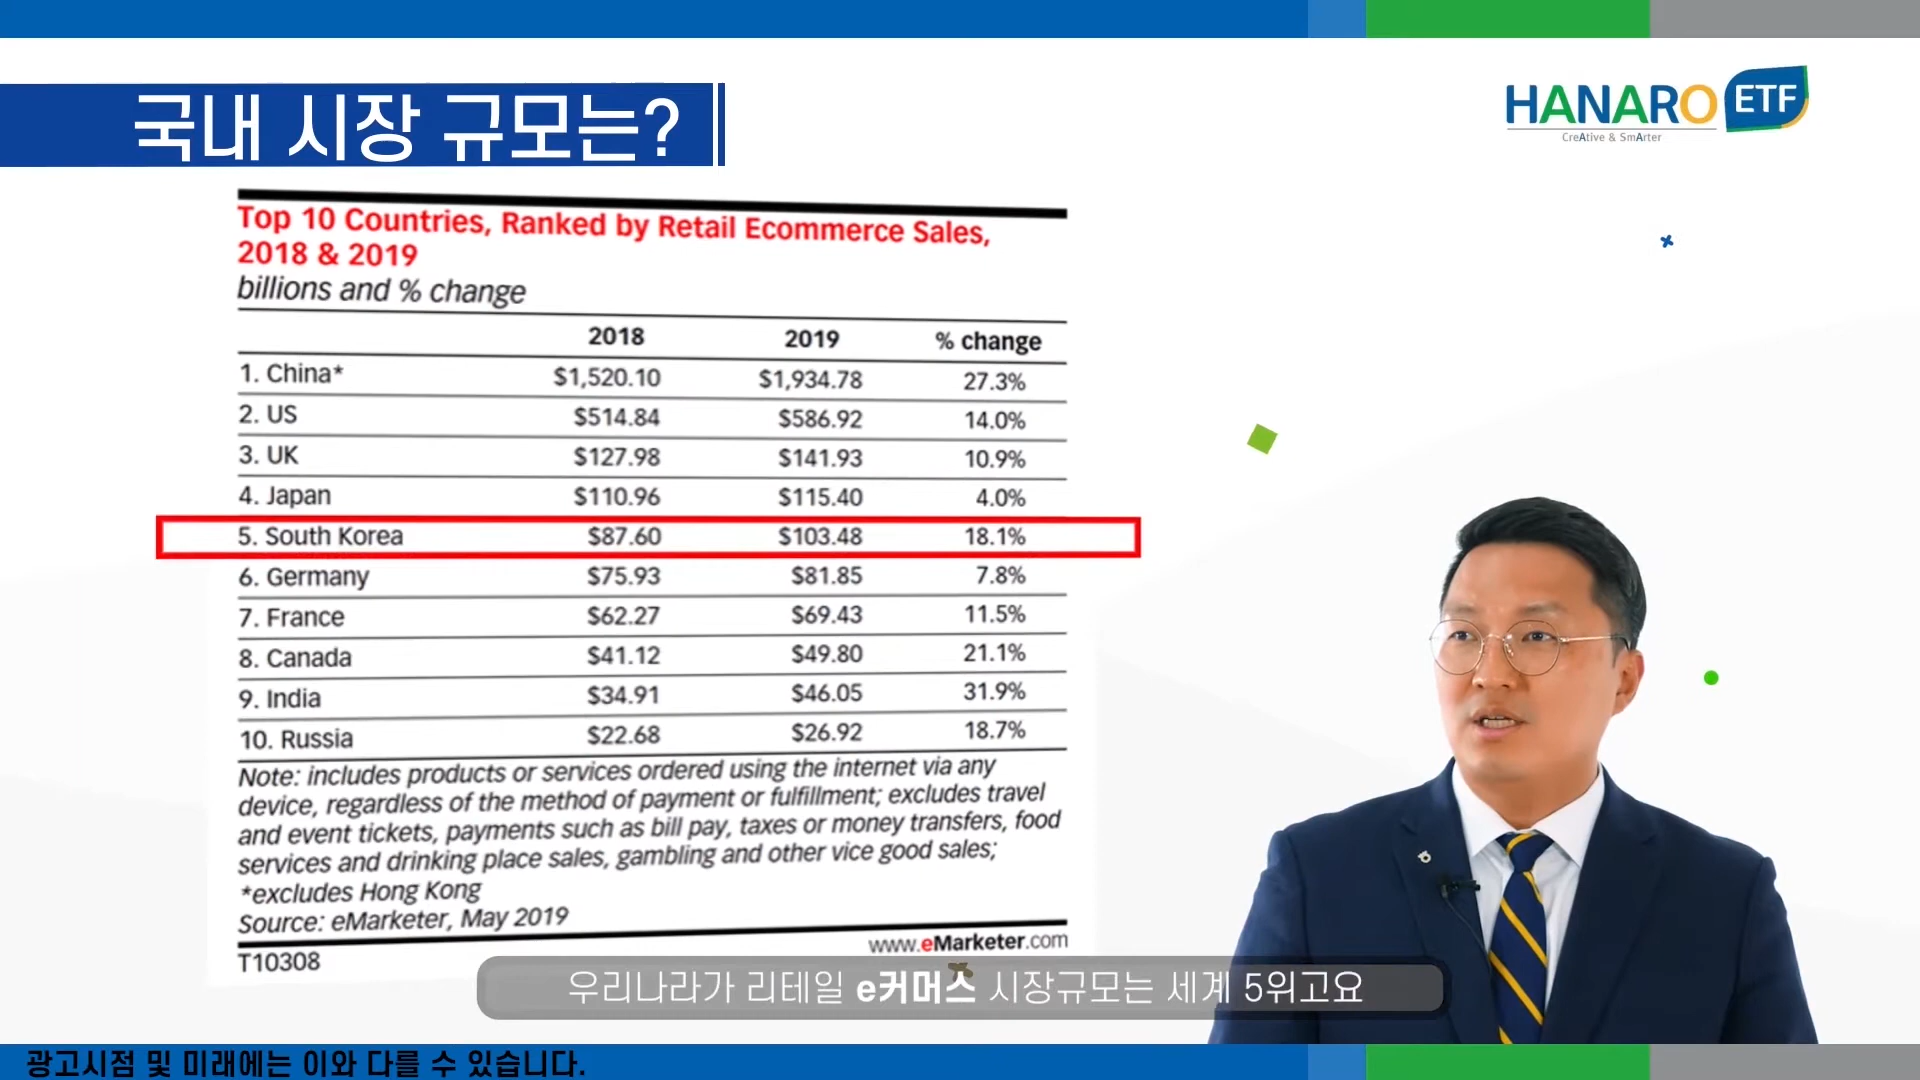 국내 시장 규모는?
HANARO ETF
CreAtive & SmArter
Top 10 Countries, Ranked by Retail Ecommerce Sales,
2018 & 2019
billions and % change
2018 2019 % change
1. China* $1,520.10 $1,934.78 27.3%
2. US $514.84 $586.92 14.0%
3. UK $127.98 $141.93 10.9%
4. Japan $110.96 $115.40 4.0%
5. South Korea $87.60 $103.48 18.1%
6. Germany $75.93 $81.85 7.8%
7. France $62.27 $69.43 11.5%
8. Canada $41.12 $49.80 21.1%
9. India $34.91 $46.05 31.9%
10. Russia $22.68 $26.92 18.7%
Note: includes products or services ordered using the internet via any
device, regardless of the method of payment or fulfillment; excludes travel
and event tickets, payments such as bill pay, taxes or money transfers, food
services and drinking place sales, gambling and other vice good sales;
*excludes Hong Kong
Source: eMarketer, May 2019
T10308 www.eMarketer.com
우리나라가 리테일 e커머스 시장규모는 세계 5위고요
광고시점 및 미래에는 이와 다를 수 있습니다.